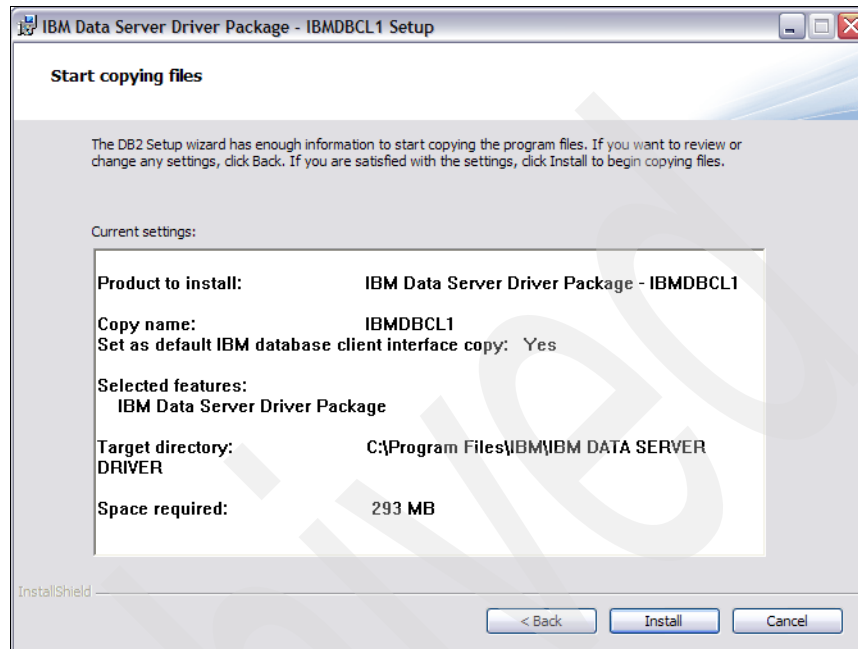 IBM Data Server Driver Package - IBMDBCL1 Setup
Start copying files
The DB2 Setup wizard has enough information to start copying the program files. If you want to review or
change any settings, click Back. If you are satisfied with the settings, click Install to begin copying files.
Current settings:
Product to install: IBM Data Server Driver Package - IBMDBCL1
Copy name: IBMDBCL1
Set as default IBM database client interface copy: Yes
Selected features:
IBM Data Server Driver Package
Target directory: C:\Program Files\IBM\IBM DATA SERVER
DRIVER
Space required: 293 MB
InstallShield
< Back Install Cancel